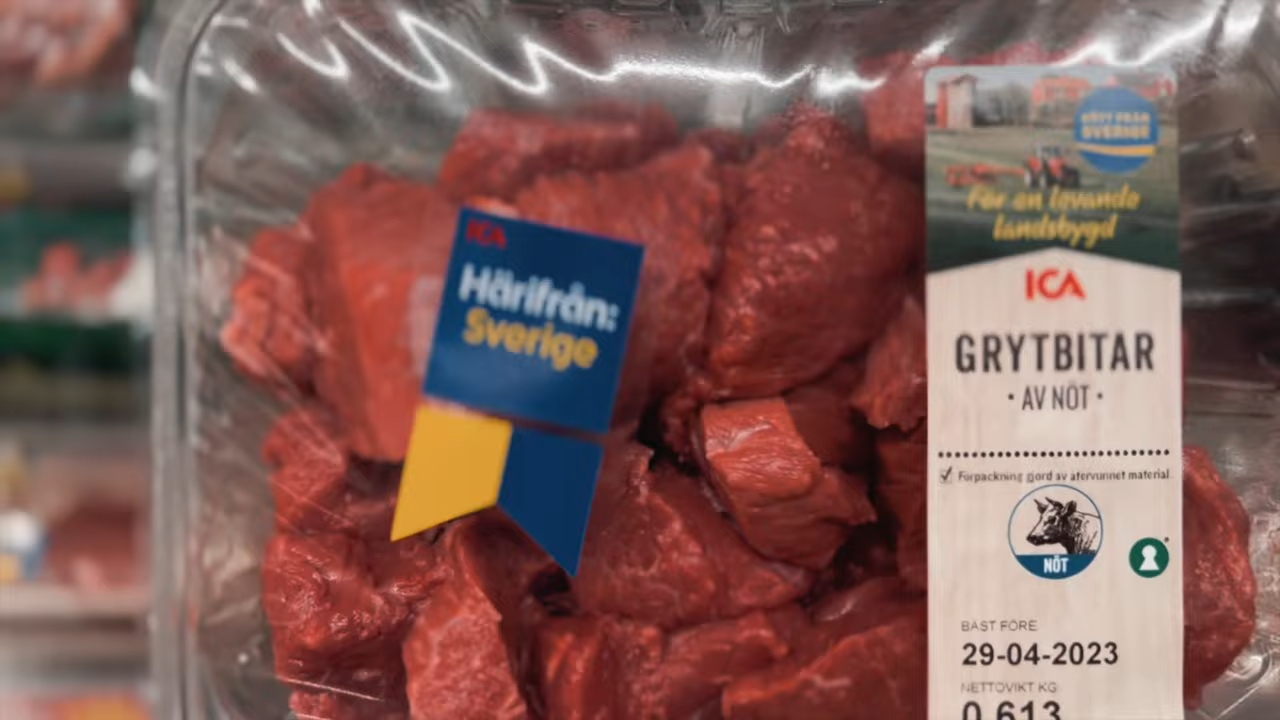 ICA
Härifrån:
Sverige
KÖTT FRÅN
SVERIGE
För en levande
landsbygd
ICA
GRYTBITAR
• AV NÖT •
Förpackning gjord av återvunnet material.
NÖT
BÄST FÖRE
29-04-2023
NETTOVIKT KG
0,613